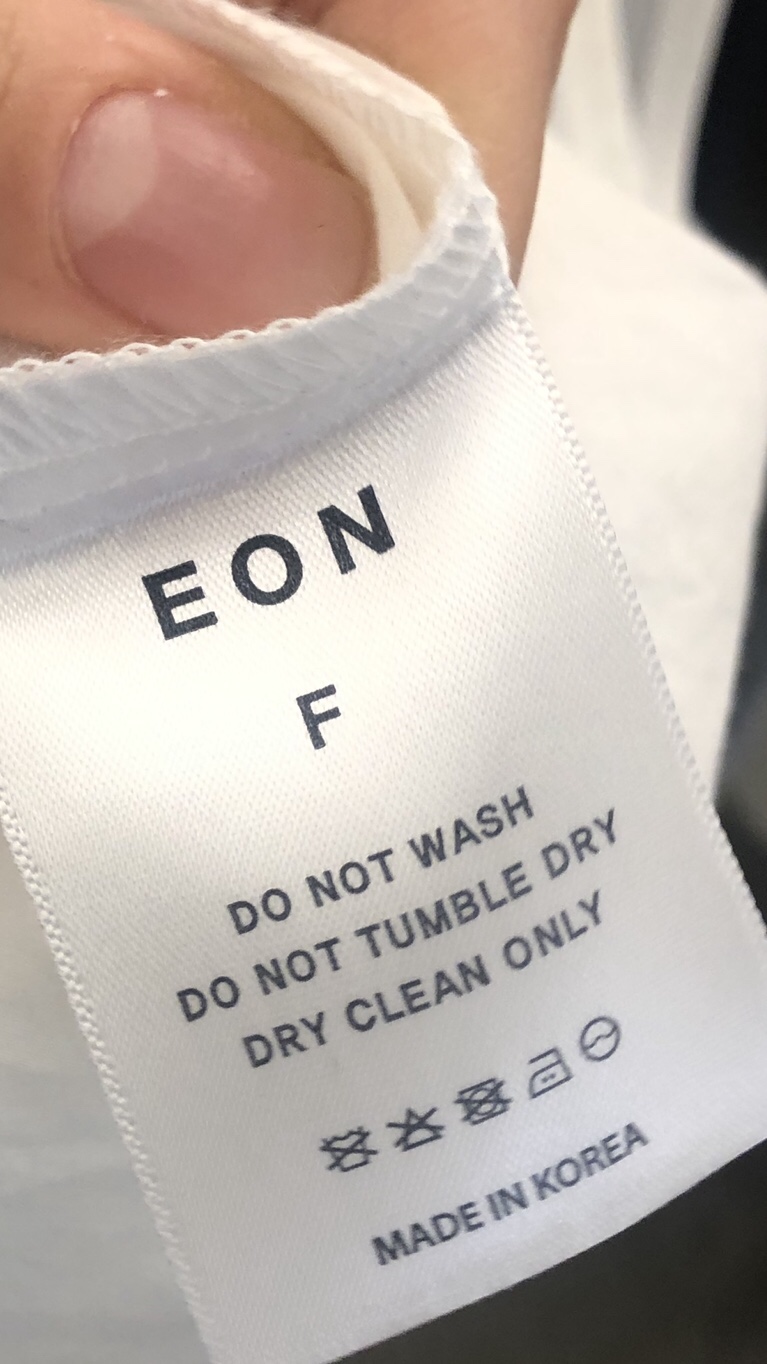 EON
F
DO NOT WASH
DO NOT TUMBLE DRY
DRY CLEAN ONLY
MADE IN KOREA